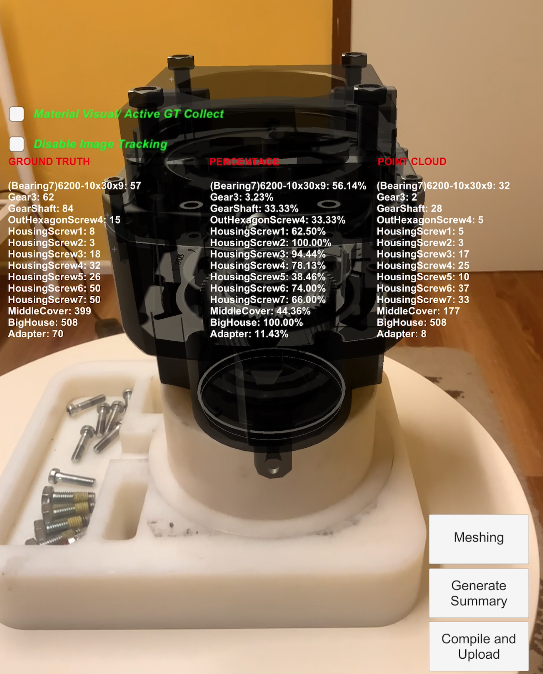 Material Visual/ Active GT Collect
Disable Image Tracking
GROUND TRUTH PERCENTAGE POINT CLOUD
(Bearing7)6200-10x30x9: 57 (Bearing7)6200-10x30x9: 56.14% (Bearing7)6200-10x30x9: 32
Gear3: 62 Gear3: 3.23% Gear3: 2
GearShaft: 84 GearShaft: 33.33% GearShaft: 28
OutHexagonScrew4: 15 OutHexagonScrew4: 33.33% OutHexagonScrew4: 5
HousingScrew1: 8 HousingScrew1: 62.50% HousingScrew1: 5
HousingScrew2: 3 HousingScrew2: 100.00% HousingScrew2: 3
HousingScrew3: 18 HousingScrew3: 94.44% HousingScrew3: 17
HousingScrew4: 32 HousingScrew4: 78.13% HousingScrew4: 25
HousingScrew5: 26 HousingScrew5: 38.46% HousingScrew5: 10
HousingScrew6: 50 HousingScrew6: 74.00% HousingScrew6: 37
HousingScrew7: 50 HousingScrew7: 66.00% HousingScrew7: 33
MiddleCover: 399 MiddleCover: 44.36% MiddleCover: 177
BigHouse: 508 BigHouse: 100.00% BigHouse: 508
Adapter: 70 Adapter: 11.43% Adapter: 8
Meshing
Generate
Summary
Compile and
Upload